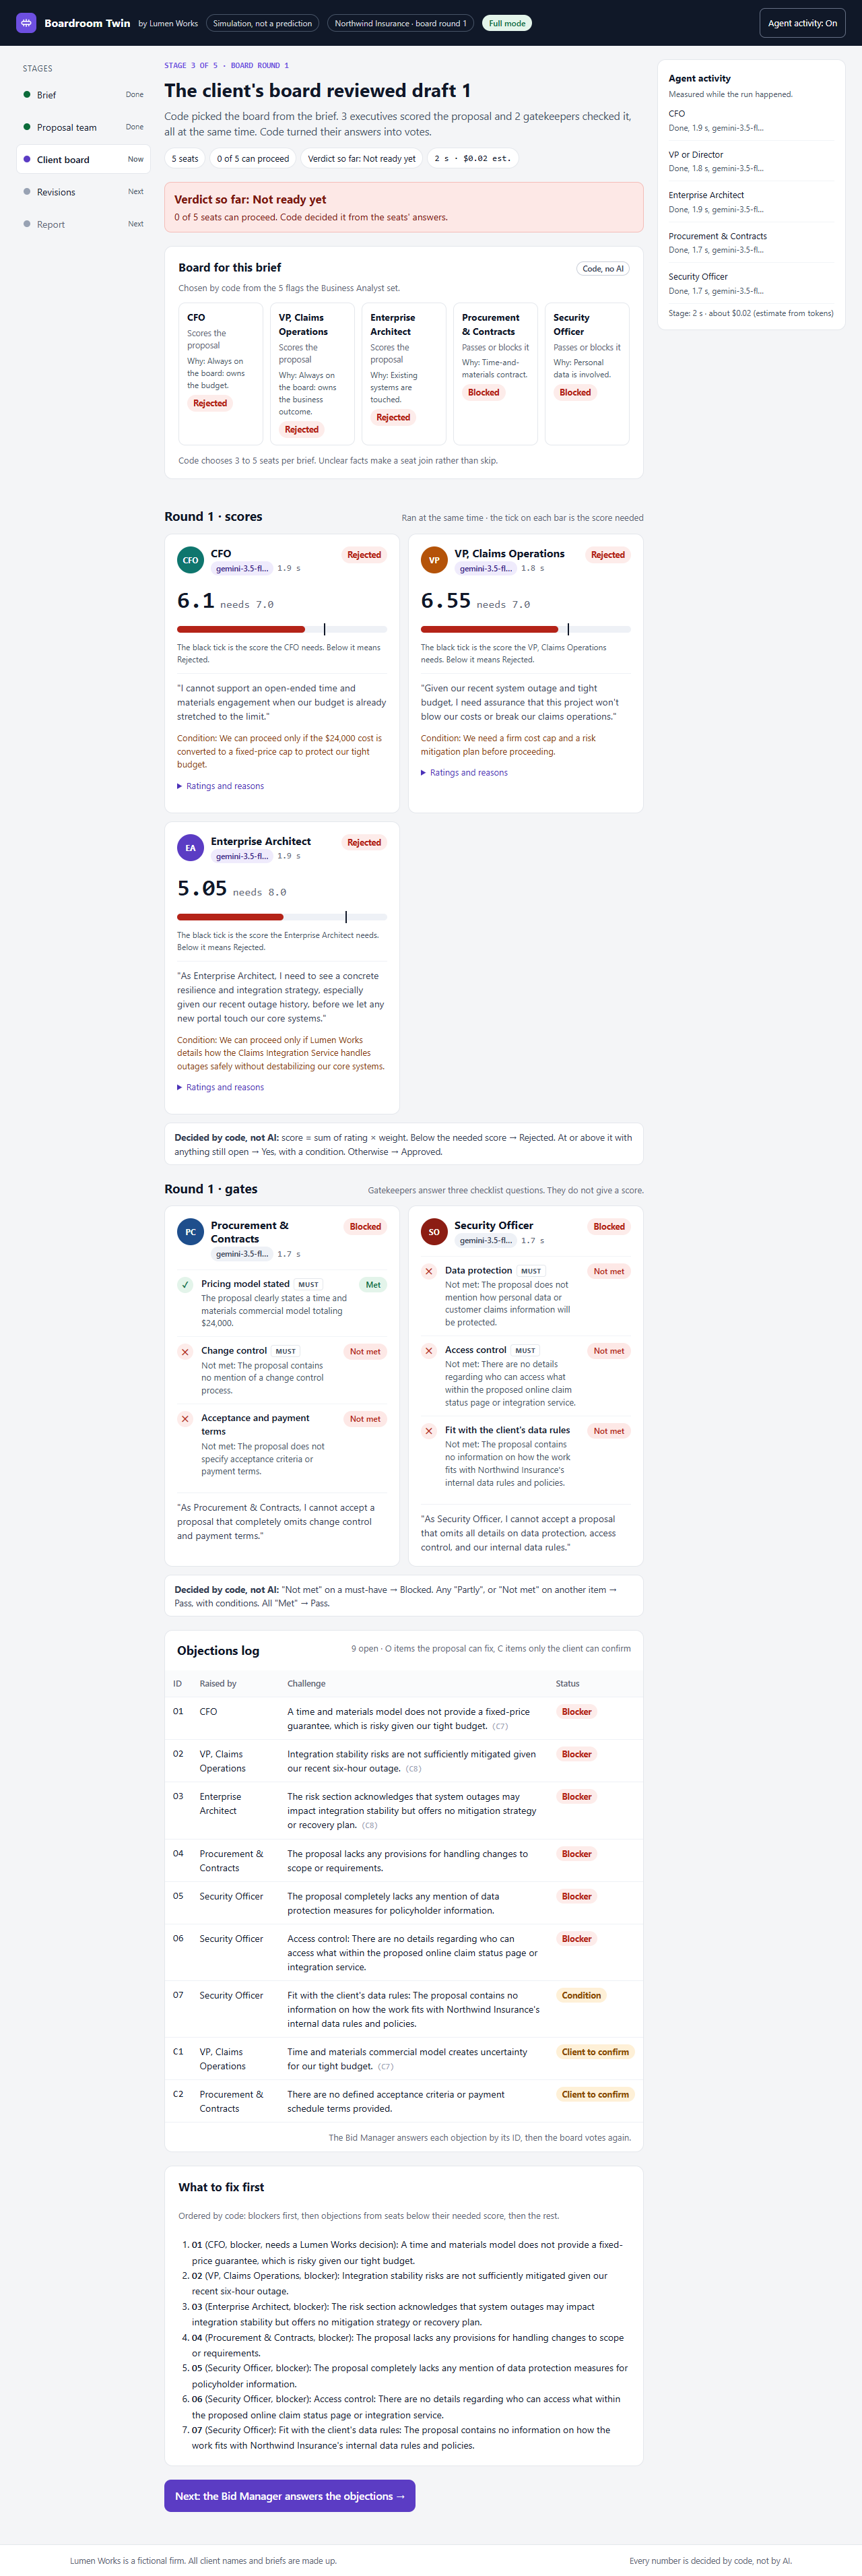 Boardroom Twin by Lumen Works Simulation, not a prediction Northwind Insurance · board round 1 Full mode Agent activity: On
STAGES
Brief Done
Proposal team Done
Client board Now
Revisions Next
Report Next
STAGE 3 OF 5 · BOARD ROUND 1
The client's board reviewed draft 1
Code picked the board from the brief. 3 executives scored the proposal and 2 gatekeepers checked it,
all at the same time. Code turned their answers into votes.
5 seats 0 of 5 can proceed Verdict so far: Not ready yet 2 s · $0.02 est.
Verdict so far: Not ready yet
0 of 5 seats can proceed. Code decided it from the seats' answers.
Board for this brief Code, no AI
Chosen by code from the 5 flags the Business Analyst set.
CFO
Scores the
proposal
Why: Always on
the board: owns
the budget.
Rejected
VP, Claims
Operations
Scores the
proposal
Why: Always on
the board: owns
the business
outcome.
Rejected
Enterprise
Architect
Scores the
proposal
Why: Existing
systems are
touched.
Rejected
Procurement
& Contracts
Passes or blocks it
Why: Time-and-
materials contract.
Blocked
Security
Officer
Passes or blocks it
Why: Personal
data is involved.
Blocked
Code chooses 3 to 5 seats per brief. Unclear facts make a seat join rather than skip.
Round 1 · scores Ran at the same time · the tick on each bar is the score needed
CFO
CFO Rejected
gemini-3.5-fl... 1.9 s
6.1 needs 7.0
The black tick is the score the CFO needs. Below it means
Rejected.
"I cannot support an open-ended time and
materials engagement when our budget is already
stretched to the limit."
Condition: We can proceed only if the $24,000 cost is
converted to a fixed-price cap to protect our tight
budget.
Ratings and reasons
VP
VP, Claims Operations Rejected
gemini-3.5-fl... 1.8 s
6.55 needs 7.0
The black tick is the score the VP, Claims Operations
needs. Below it means Rejected.
"Given our recent system outage and tight
budget, I need assurance that this project won't
blow our costs or break our claims operations."
Condition: We need a firm cost cap and a risk
mitigation plan before proceeding.
Ratings and reasons
EA
Enterprise Architect Rejected
gemini-3.5-fl... 1.9 s
5.05 needs 8.0
The black tick is the score the Enterprise Architect needs.
Below it means Rejected.
"As Enterprise Architect, I need to see a concrete
resilience and integration strategy, especially
given our recent outage history, before we let any
new portal touch our core systems."
Condition: We can proceed only if Lumen Works
details how the Claims Integration Service handles
outages safely without destabilizing our core systems.
Ratings and reasons
Decided by code, not AI: score = sum of rating × weight. Below the needed score → Rejected. At or above it with
anything still open → Yes, with a condition. Otherwise → Approved.
Round 1 · gates Gatekeepers answer three checklist questions. They do not give a score.
PC
Procurement &
Contracts Blocked
gemini-3.5-fl... 1.7 s
Pricing model stated MUST Met
The proposal clearly states a time and
materials commercial model totaling
$24,000.
Change control MUST Not met
Not met: The proposal contains
no mention of a change control
process.
Acceptance and payment
terms Not met
Not met: The proposal does not
specify acceptance criteria or
payment terms.
"As Procurement & Contracts, I cannot accept a
proposal that completely omits change control
and payment terms."
SO
Security Officer Blocked
gemini-3.5-fl... 1.7 s
Data protection MUST Not met
Not met: The proposal does not
mention how personal data or
customer claims information will
be protected.
Access control MUST Not met
Not met: There are no details
regarding who can access what
within the proposed online claim
status page or integration service.
Fit with the client's data rules Not met
Not met: The proposal contains
no information on how the work
fits with Northwind Insurance's
internal data rules and policies.
"As Security Officer, I cannot accept a proposal
that omits all details on data protection, access
control, and our internal data rules."
Decided by code, not AI: "Not met" on a must-have → Blocked. Any "Partly", or "Not met" on another item →
Pass, with conditions. All "Met" → Pass.
Objections log 9 open · O items the proposal can fix, C items only the client can confirm
ID Raised by Challenge Status
O1 CFO A time and materials model does not provide a fixed-price
guarantee, which is risky given our tight budget. (C7) Blocker
O2 VP, Claims
Operations Integration stability risks are not sufficiently mitigated given
our recent six-hour outage. (C8) Blocker
O3 Enterprise
Architect The risk section acknowledges that system outages may
impact integration stability but offers no mitigation strategy
or recovery plan. (C8) Blocker
O4 Procurement &
Contracts The proposal lacks any provisions for handling changes to
scope or requirements. Blocker
O5 Security Officer The proposal completely lacks any mention of data
protection measures for policyholder information. Blocker
O6 Security Officer Access control: There are no details regarding who can
access what within the proposed online claim status page or
integration service. Blocker
O7 Security Officer Fit with the client's data rules: The proposal contains no
information on how the work fits with Northwind Insurance's
internal data rules and policies. Condition
C1 VP, Claims
Operations Time and materials commercial model creates uncertainty
for our tight budget. (C7) Client to confirm
C2 Procurement &
Contracts There are no defined acceptance criteria or payment
schedule terms provided. Client to confirm
The Bid Manager answers each objection by its ID, then the board votes again.
What to fix first
Ordered by code: blockers first, then objections from seats below their needed score, then the rest.
1. O1 (CFO, blocker, needs a Lumen Works decision): A time and materials model does not provide a fixed-
price guarantee, which is risky given our tight budget.
2. O2 (VP, Claims Operations, blocker): Integration stability risks are not sufficiently mitigated given our
recent six-hour outage.
3. O3 (Enterprise Architect, blocker): The risk section acknowledges that system outages may impact
integration stability but offers no mitigation strategy or recovery plan.
4. O4 (Procurement & Contracts, blocker): The proposal lacks any provisions for handling changes to scope
or requirements.
5. O5 (Security Officer, blocker): The proposal completely lacks any mention of data protection measures for
policyholder information.
6. O6 (Security Officer, blocker): Access control: There are no details regarding who can access what within
the proposed online claim status page or integration service.
7. O7 (Security Officer): Fit with the client's data rules: The proposal contains no information on how the
work fits with Northwind Insurance's internal data rules and policies.
Next: the Bid Manager answers the objections →
Agent activity
Measured while the run happened.
CFO
Done, 1.9 s, gemini-3.5-fl...
VP or Director
Done, 1.8 s, gemini-3.5-fl...
Enterprise Architect
Done, 1.9 s, gemini-3.5-fl...
Procurement & Contracts
Done, 1.7 s, gemini-3.5-fl...
Security Officer
Done, 1.7 s, gemini-3.5-fl...
Stage: 2 s · about $0.02 (estimate from tokens)
Lumen Works is a fictional firm. All client names and briefs are made up. Every number is decided by code, not by AI.